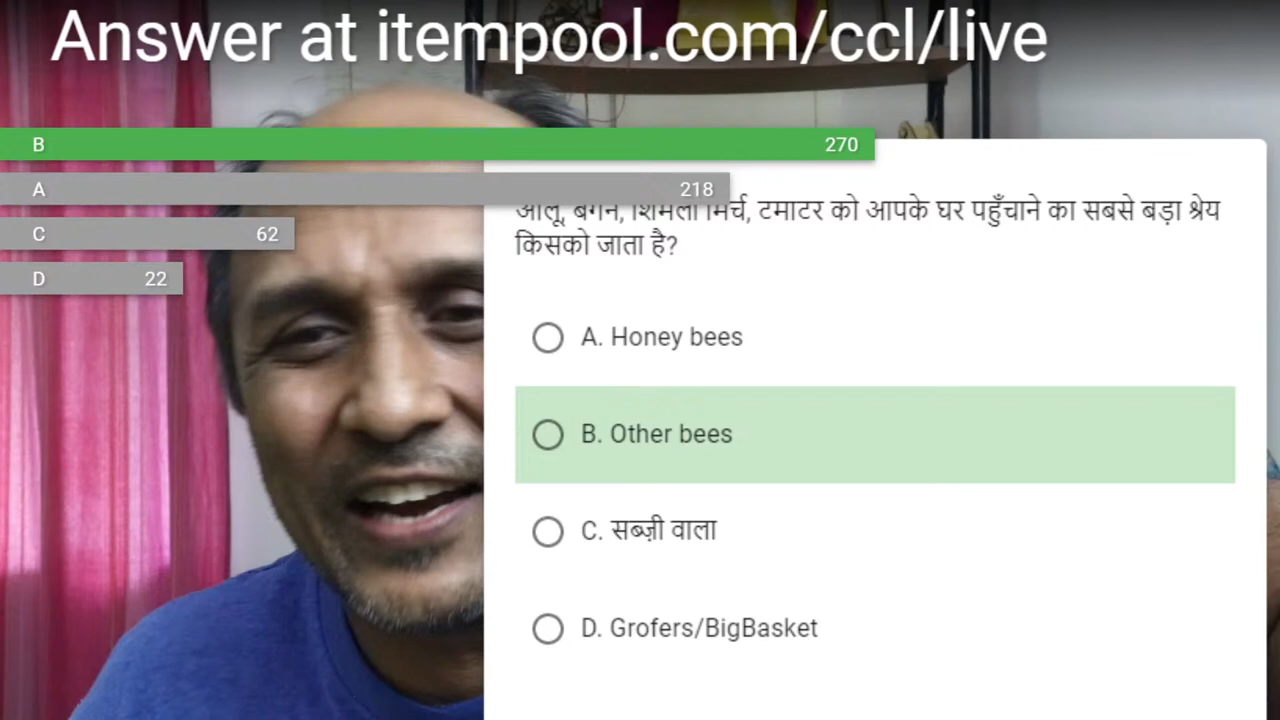 Answer at itempool.com/ccl/live
B 270
A 218
C 62
D 22
आलू, बैंगन, शिमला मिर्च, टमाटर को आपके घर पहुँचाने का सबसे बड़ा श्रेय
किसको जाता है?
A. Honey bees
B. Other bees
C. सब्ज़ी वाला
D. Grofers/BigBasket